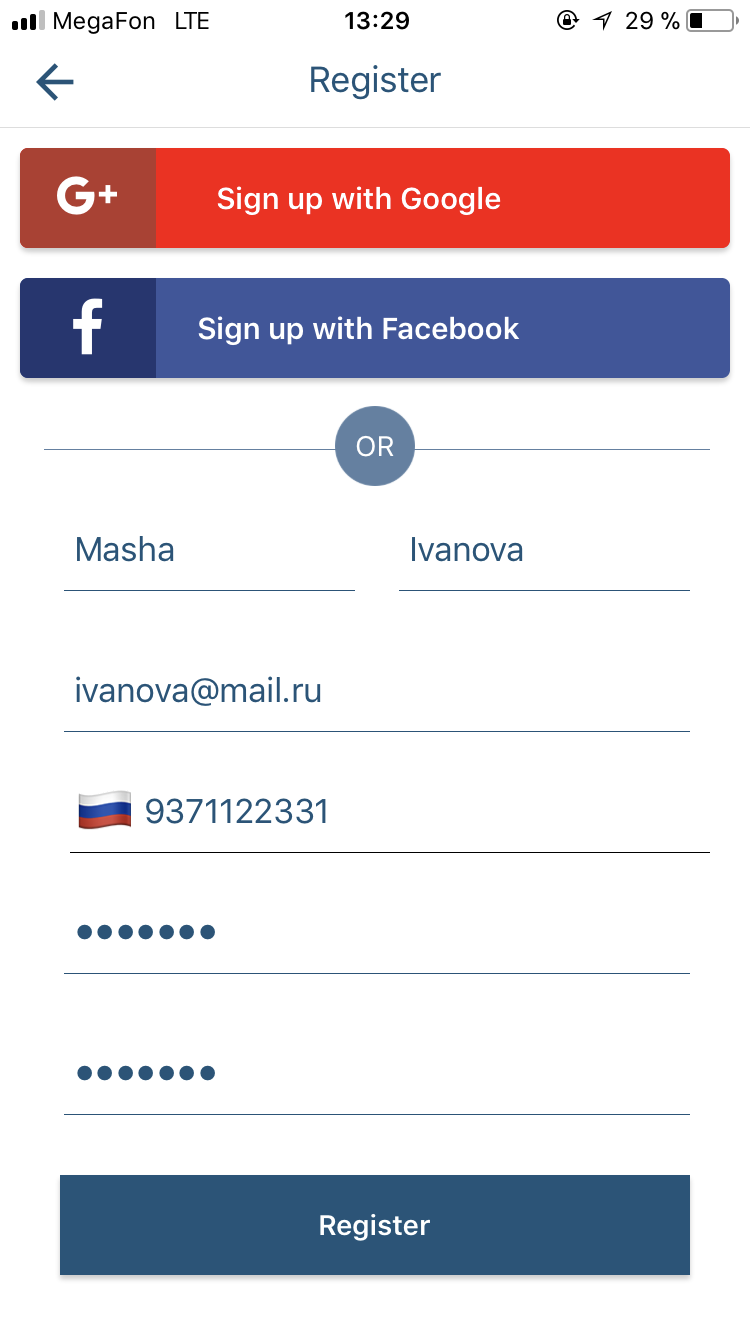 MegaFon LTE 13:29 29 %
Register
G+ Sign up with Google
f Sign up with Facebook
OR
Masha Ivanova
ivanova@mail.ru
9371122331
•••••••
•••••••
Register